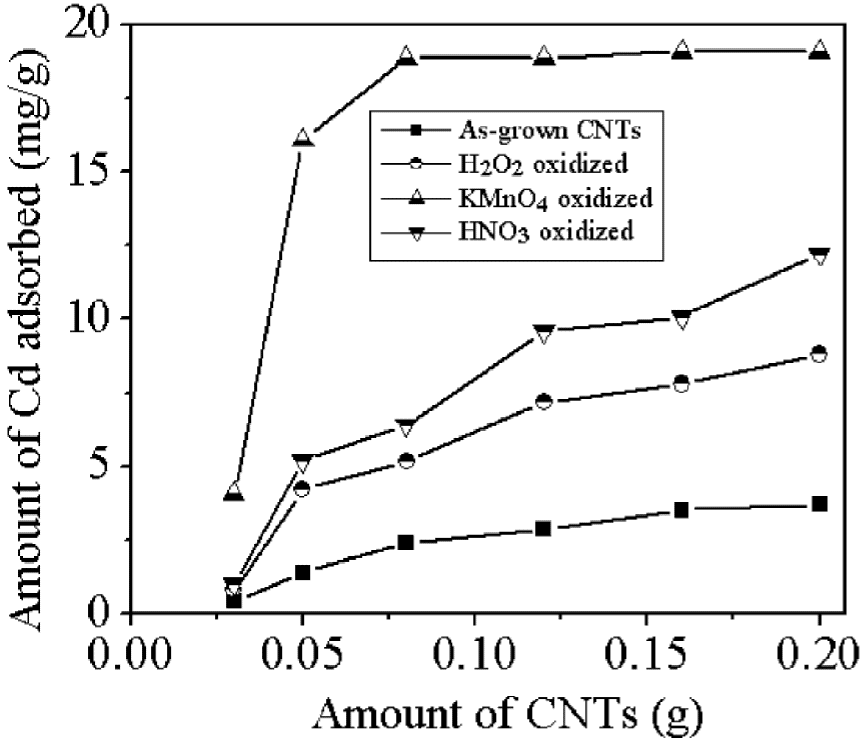 Amount of Cd adsorbed (mg/g)
20
15
10
5
0
As-grown CNTs
H₂O₂ oxidized
KMnO₄ oxidized
HNO₃ oxidized
0.00 0.05 0.10 0.15 0.20
Amount of CNTs (g)